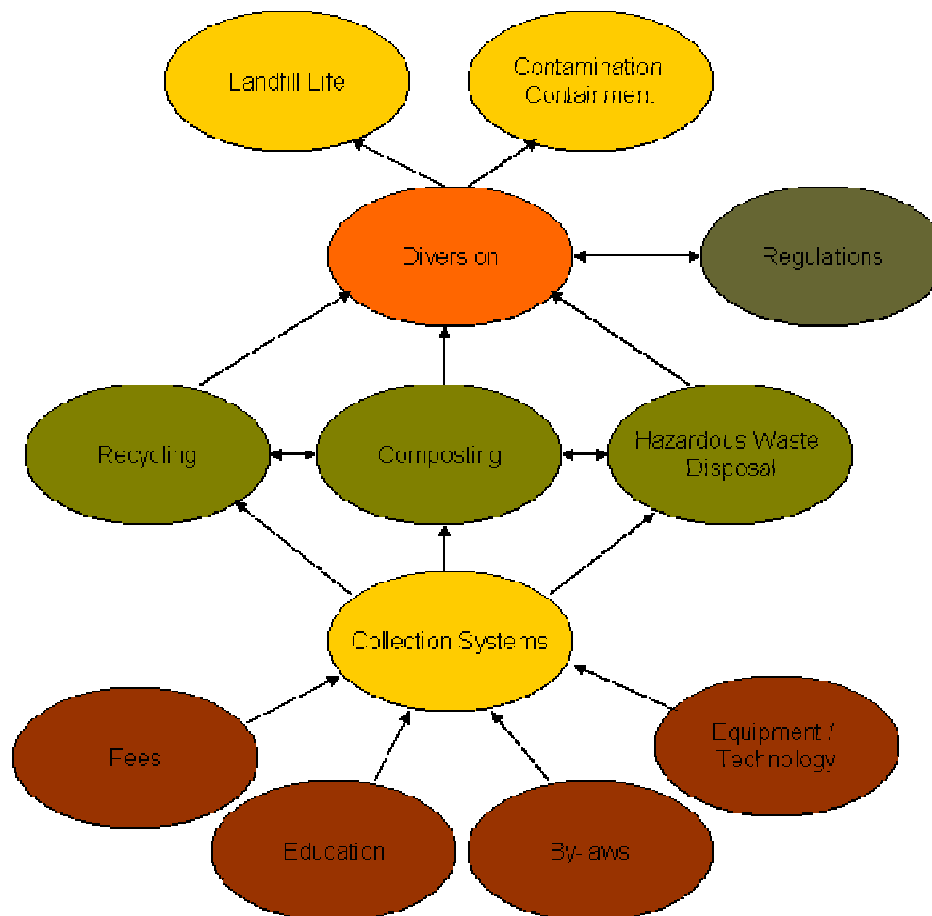 Landfill Life
Contamination
Containment
Diversion
Regulations
Recycling
Composting
Hazardous Waste
Disposal
Collection Systems
Fees
Equipment /
Technology
Education
By-laws